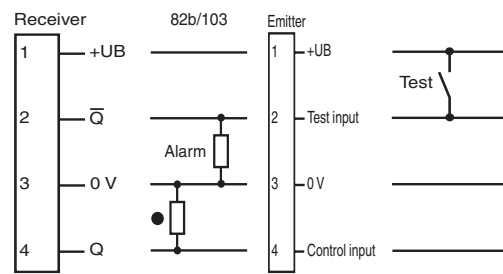 Receiver 82b/103 Emitter
1 +UB 1 +UB
Test
2 Q̅ 2 Test input
Alarm
3 0 V 3 0 V
4 Q 4 Control input